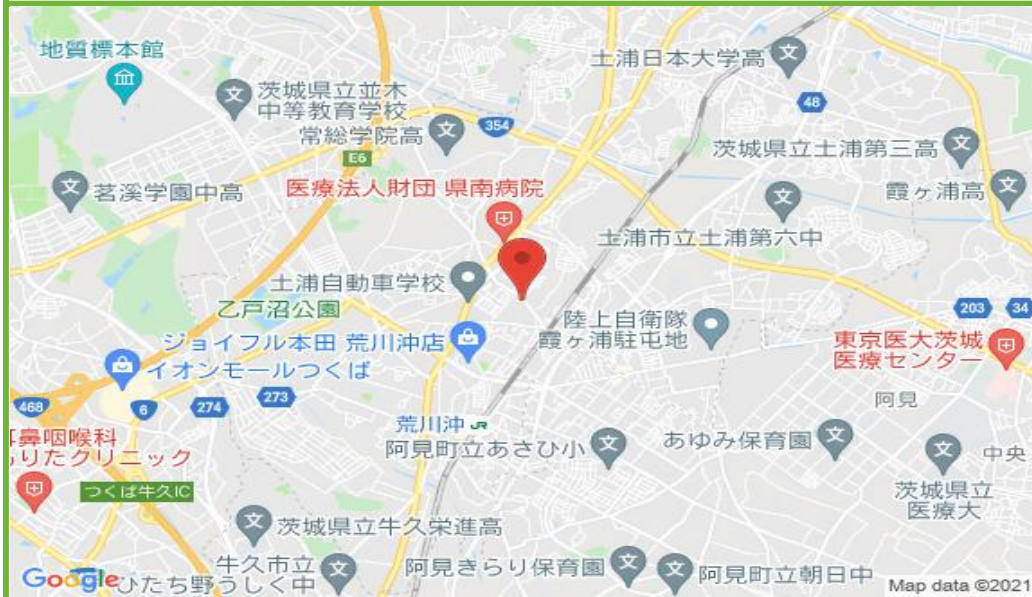 地質標本館
土浦日本大学高
茨城県立並木
中等教育学校
48
常総学院高
354
茨城県立土浦第三高
E6
茗溪学園中高
医療法人財団 県南病院
霞ヶ浦高
土浦市立土浦第六中
土浦自動車学校
乙戸沼公園
203
34
陸上自衛隊
霞ヶ浦駐屯地
ジョイフル本田 荒川沖店
東京医大茨城
医療センター
イオンモールつくば
468
6
274
273
阿見
荒川沖 JR
耳鼻咽喉科
もりたクリニック
阿見町立あさひ小
あゆみ保育園
中央
つくば牛久IC
茨城県立
医療大
茨城県立牛久栄進高
牛久市立
ひたち野うしく中
阿見きらり保育園
阿見町立朝日中
Google
Map data ©2021